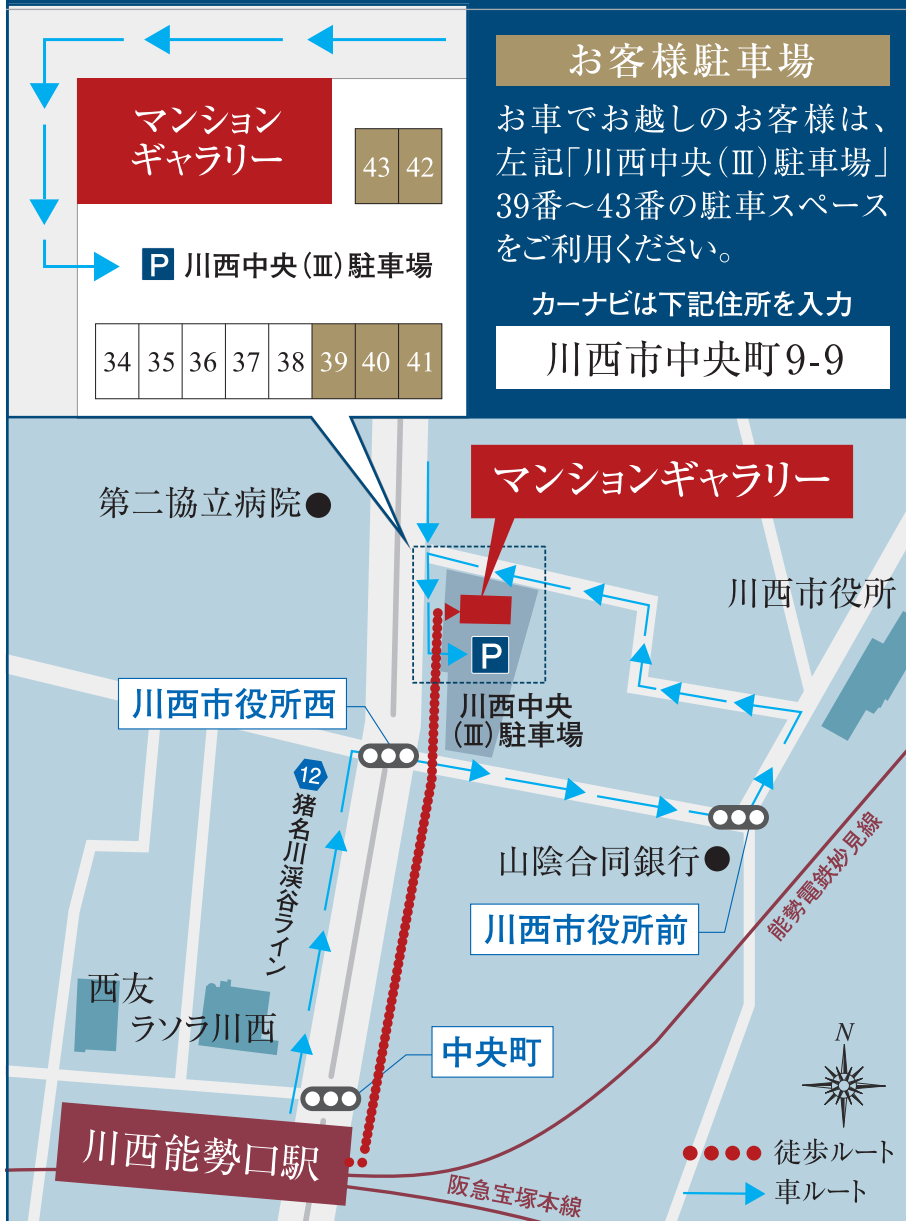 マンション
ギャラリー
43 42
P 川西中央(Ⅲ)駐車場
34 35 36 37 38 39 40 41
お客様駐車場
お車でお越しのお客様は、
左記「川西中央(Ⅲ)駐車場」
39番～43番の駐車スペース
をご利用ください。
カーナビは下記住所を入力
川西市中央町9-9
マンションギャラリー
第二協立病院
川西市役所
P
川西中央
(Ⅲ)駐車場
川西市役所西
12
猪名川渓谷ライン
山陰合同銀行
能勢電鉄妙見線
川西市役所前
西友
ラソラ川西
中央町
N
川西能勢口駅
阪急宝塚本線
徒歩ルート
車ルート